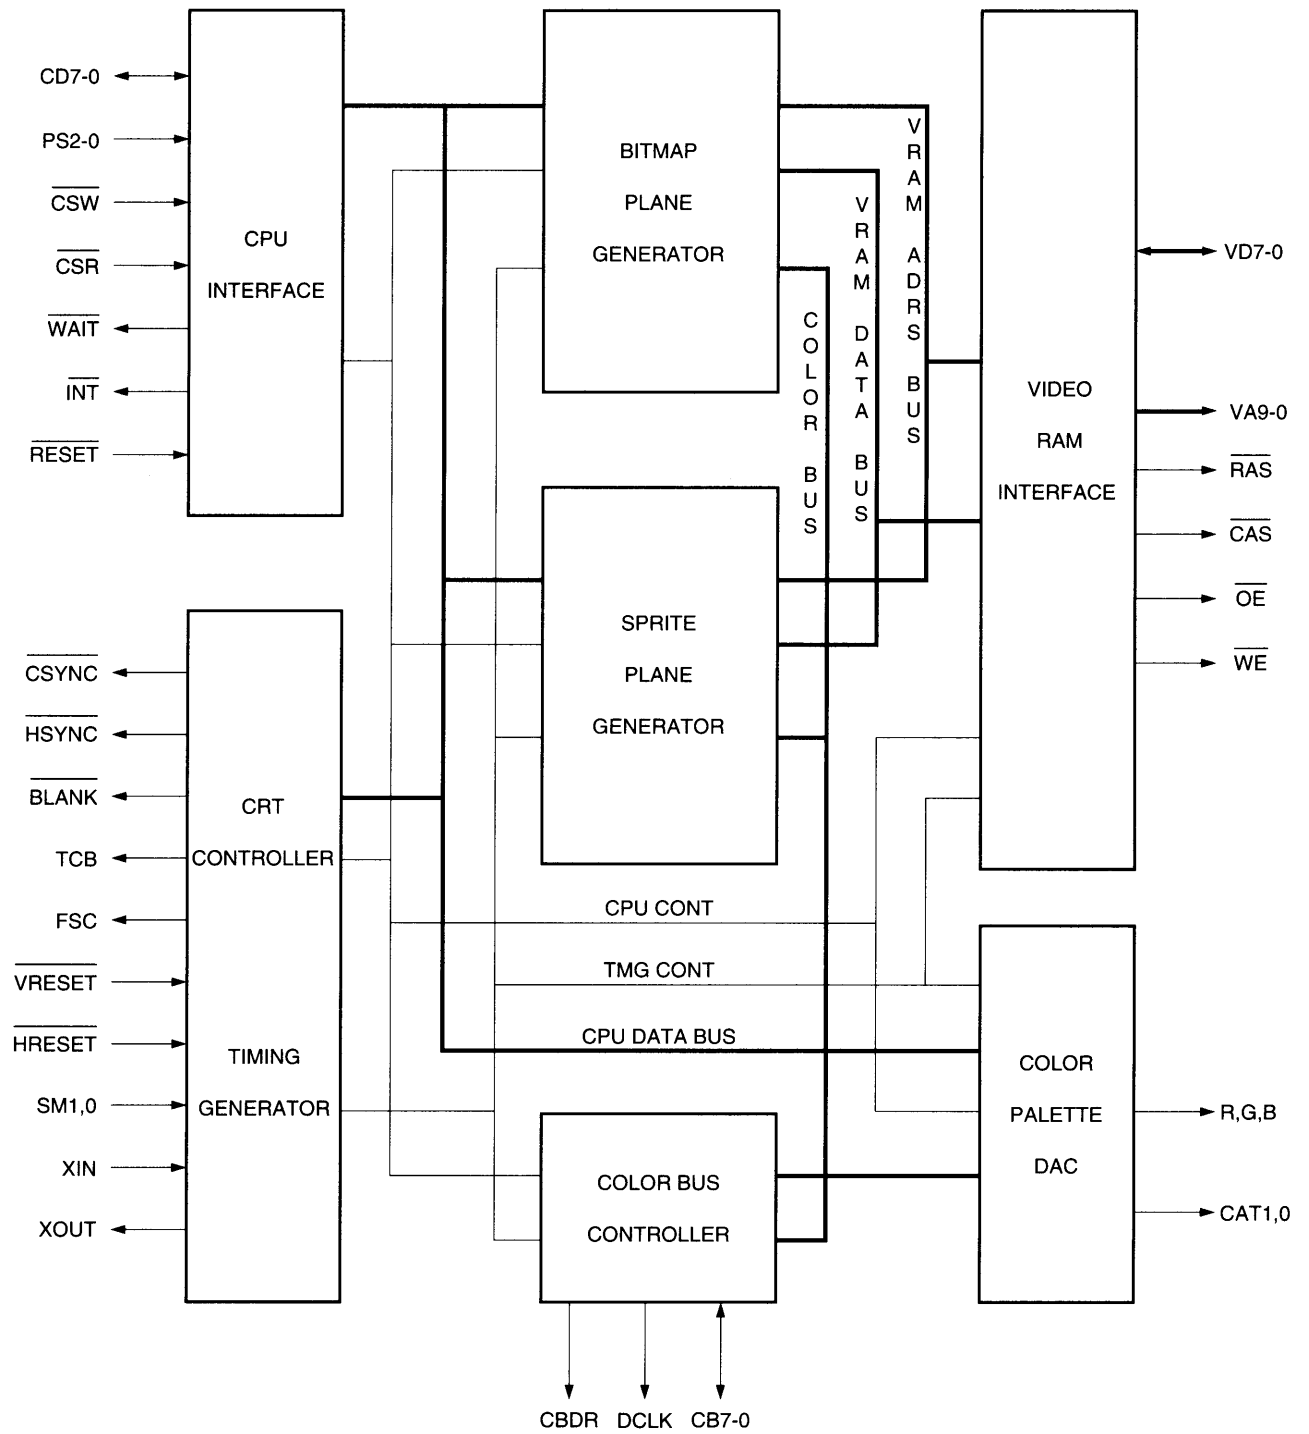 CD7-0
PS2-0
CSW
CSR
WAIT
INT
RESET
CPU
INTERFACE
BITMAP
PLANE
GENERATOR
COLOR BUS
VRAM DATA BUS
VRAM ADRS BUS
VIDEO
RAM
INTERFACE
VD7-0
VA9-0
RAS
CAS
OE
WE
CSYNC
HSYNC
BLANK
TCB
FSC
VRESET
HRESET
SM1,0
XIN
XOUT
CRT
CONTROLLER
TIMING
GENERATOR
SPRITE
PLANE
GENERATOR
CPU CONT
TMG CONT
CPU DATA BUS
COLOR BUS
CONTROLLER
COLOR
PALETTE
DAC
R,G,B
CAT1,0
CBDR
DCLK
CB7-0